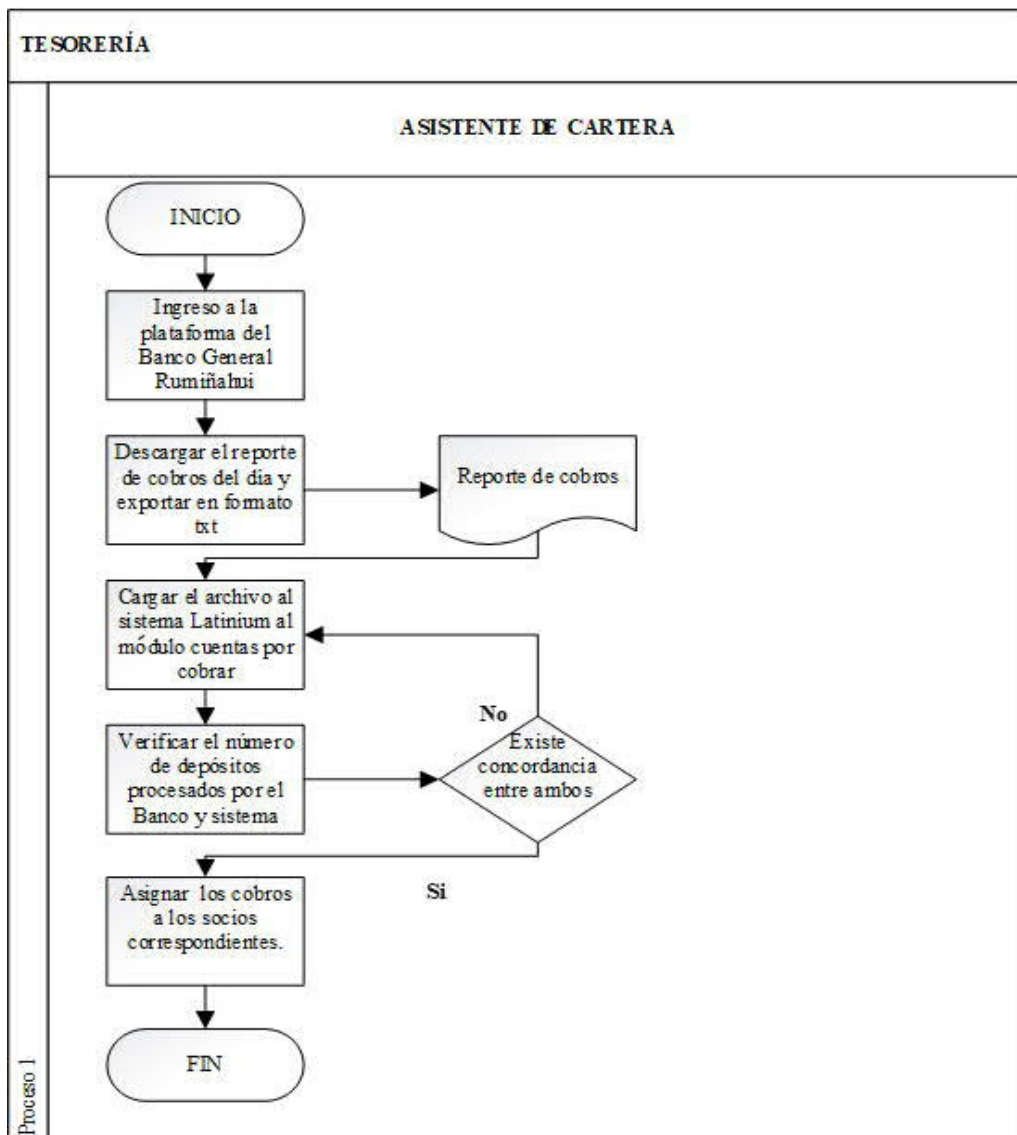 TESORERÍA
ASISTENTE DE CARTERA
INICIO
Ingreso a la
plataforma del
Banco General
Rumiñahui
Descargar el reporte
de cobros del día y
exportar en formato
txt
Reporte de cobros
Cargar el archivo al
sistema Latinium al
módulo cuentas por
cobrar
Verificar el número
de depósitos
procesados por el
Banco y sistema
No
Existe
concordancia
entre ambos
Si
Asignar los cobros
a los socios
correspondientes.
FIN
Proceso 1